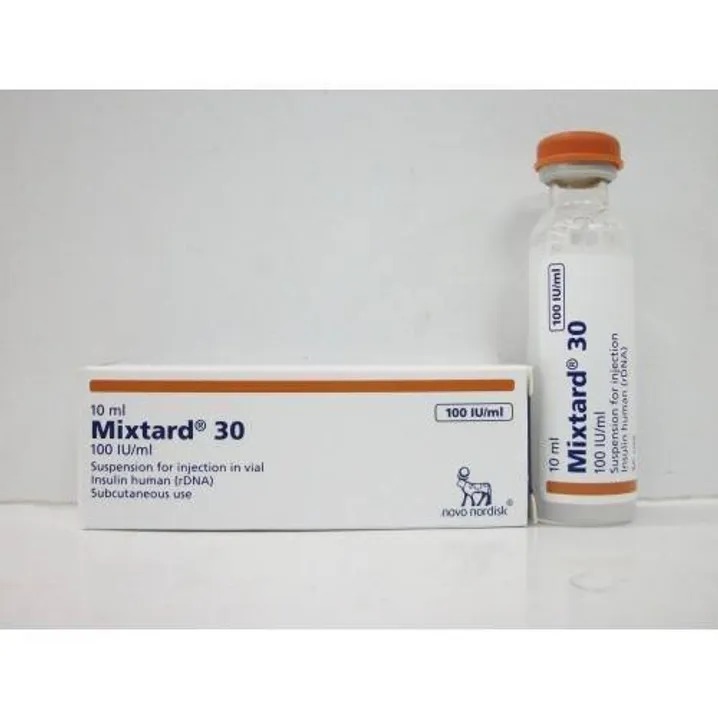 10 ml
Mixtard® 30
100 IU/ml
Suspension for injection in vial
Insulin human (rDNA)
Subcutaneous use
100 IU/ml
novo nordisk®
100 IU/ml
10 ml
Mixtard® 30
100 IU/ml
Suspension for injection
Insulin human (rDNA)